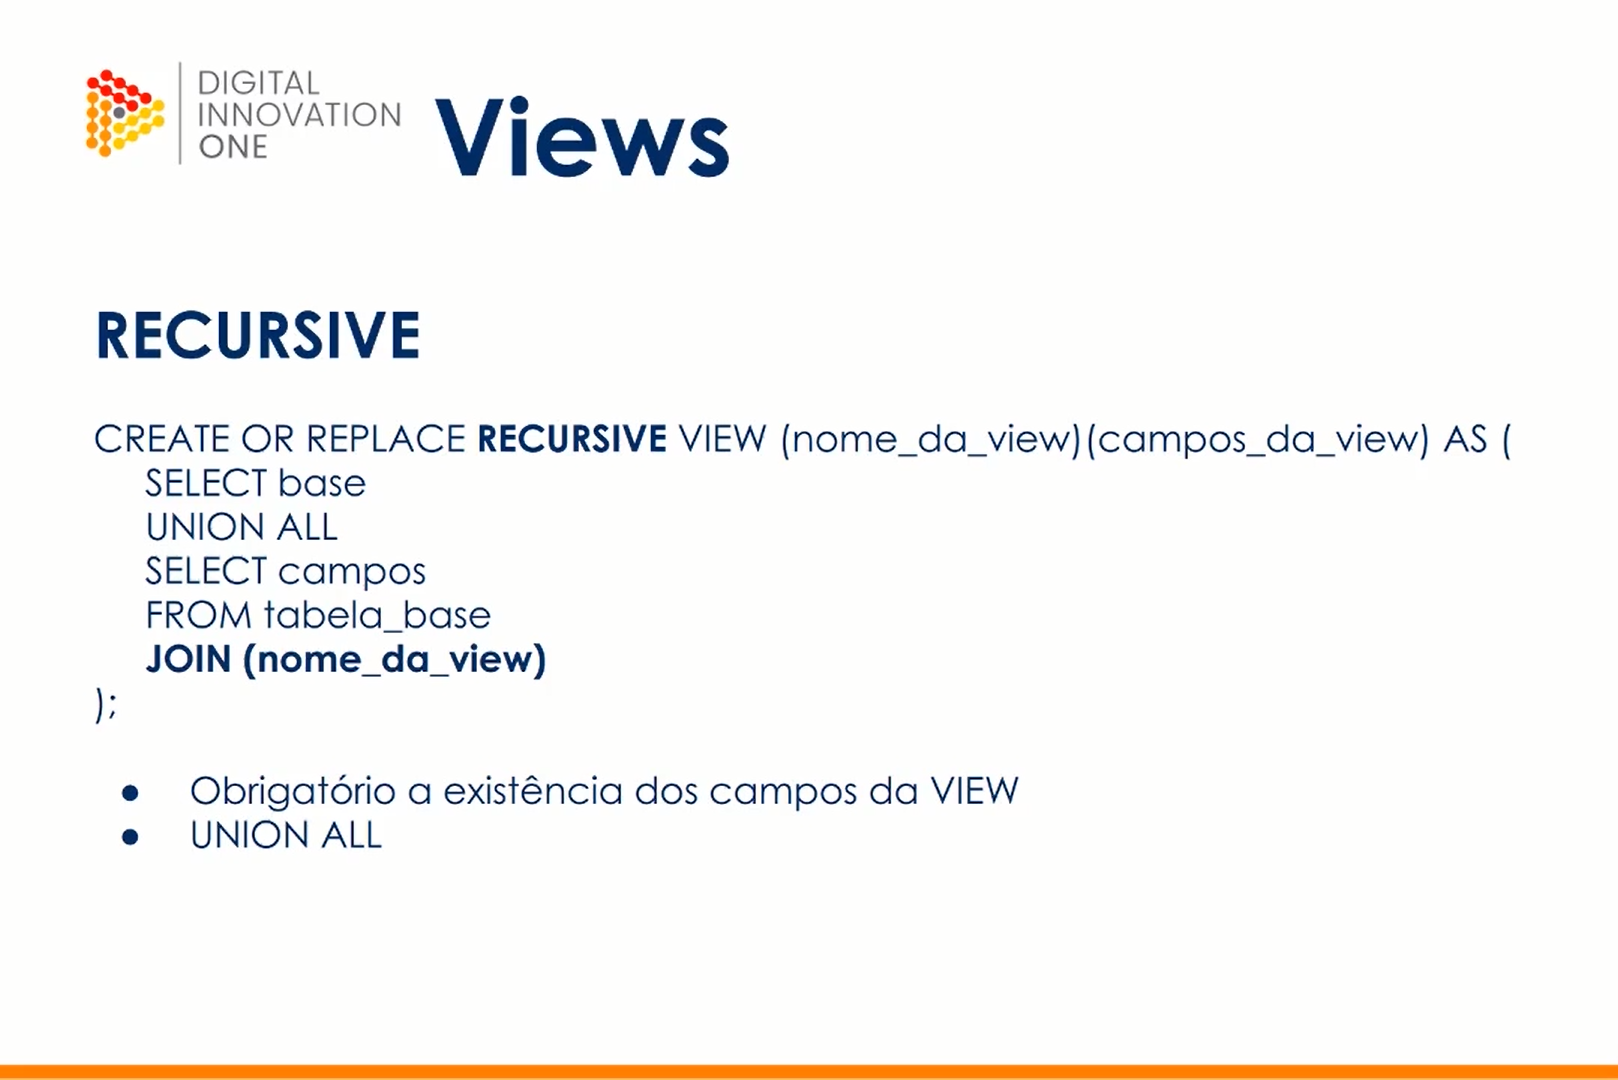 DIGITAL
INNOVATION
ONE
Views
RECURSIVE
CREATE OR REPLACE RECURSIVE VIEW (nome_da_view)(campos_da_view) AS (
SELECT base
UNION ALL
SELECT campos
FROM tabela_base
JOIN (nome_da_view)
);
● Obrigatório a existência dos campos da VIEW
● UNION ALL